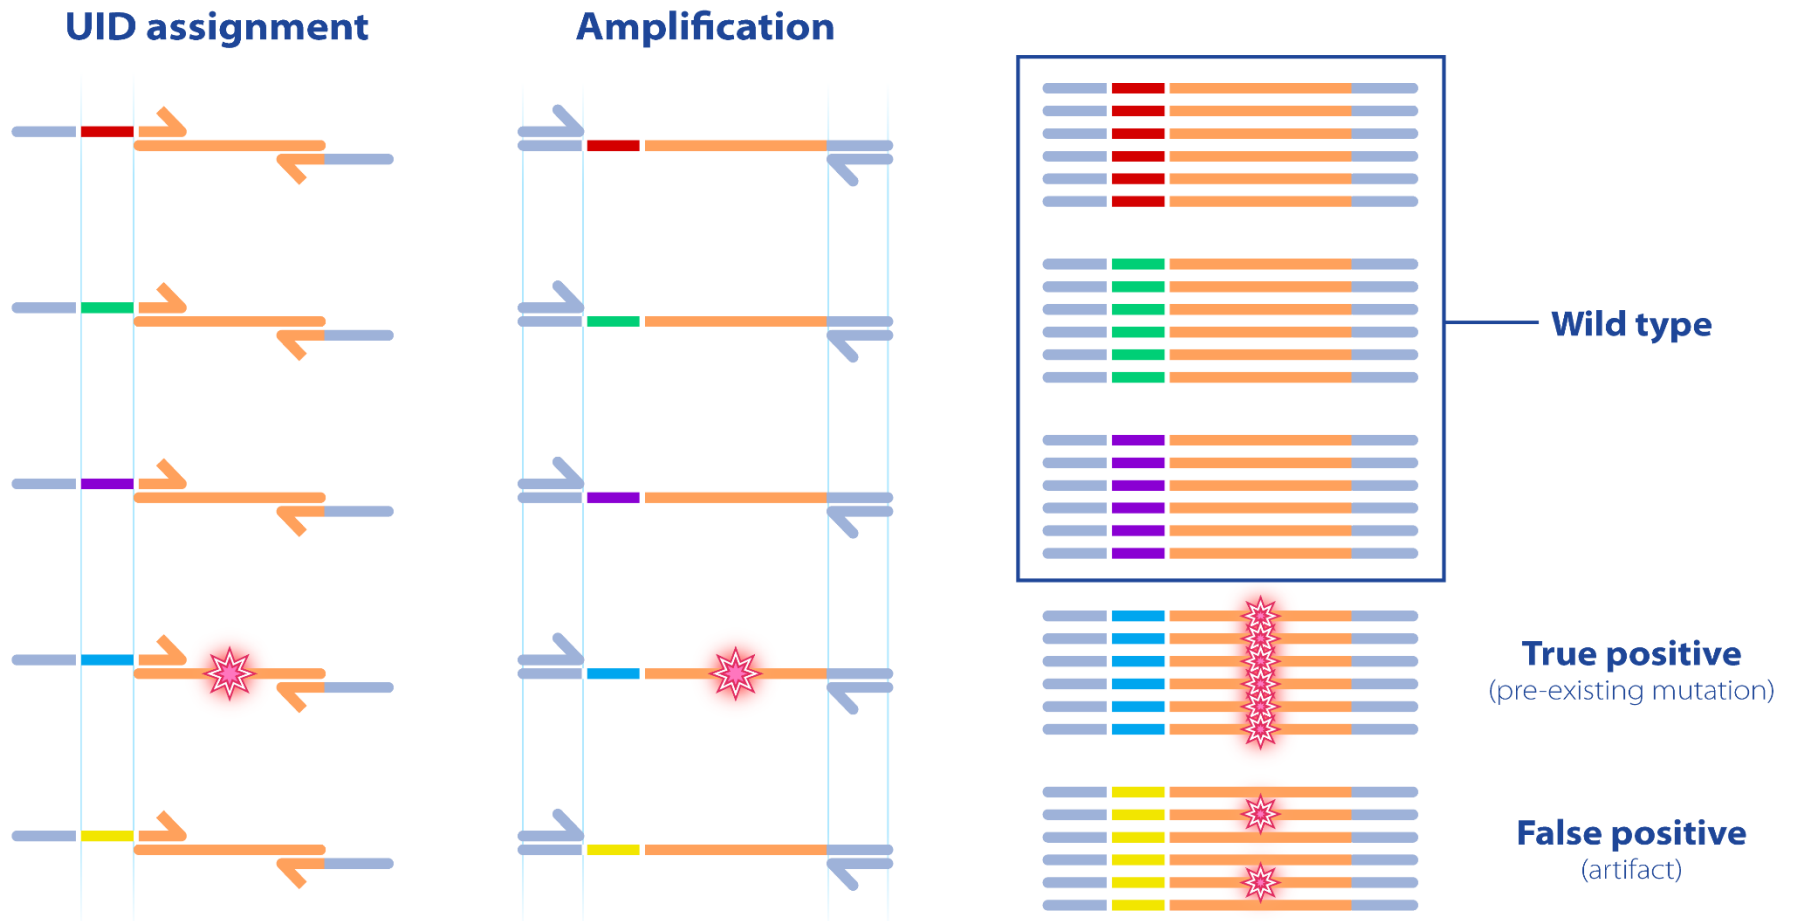 UID assignment
Amplification
Wild type
True positive
(pre-existing mutation)
False positive
(artifact)